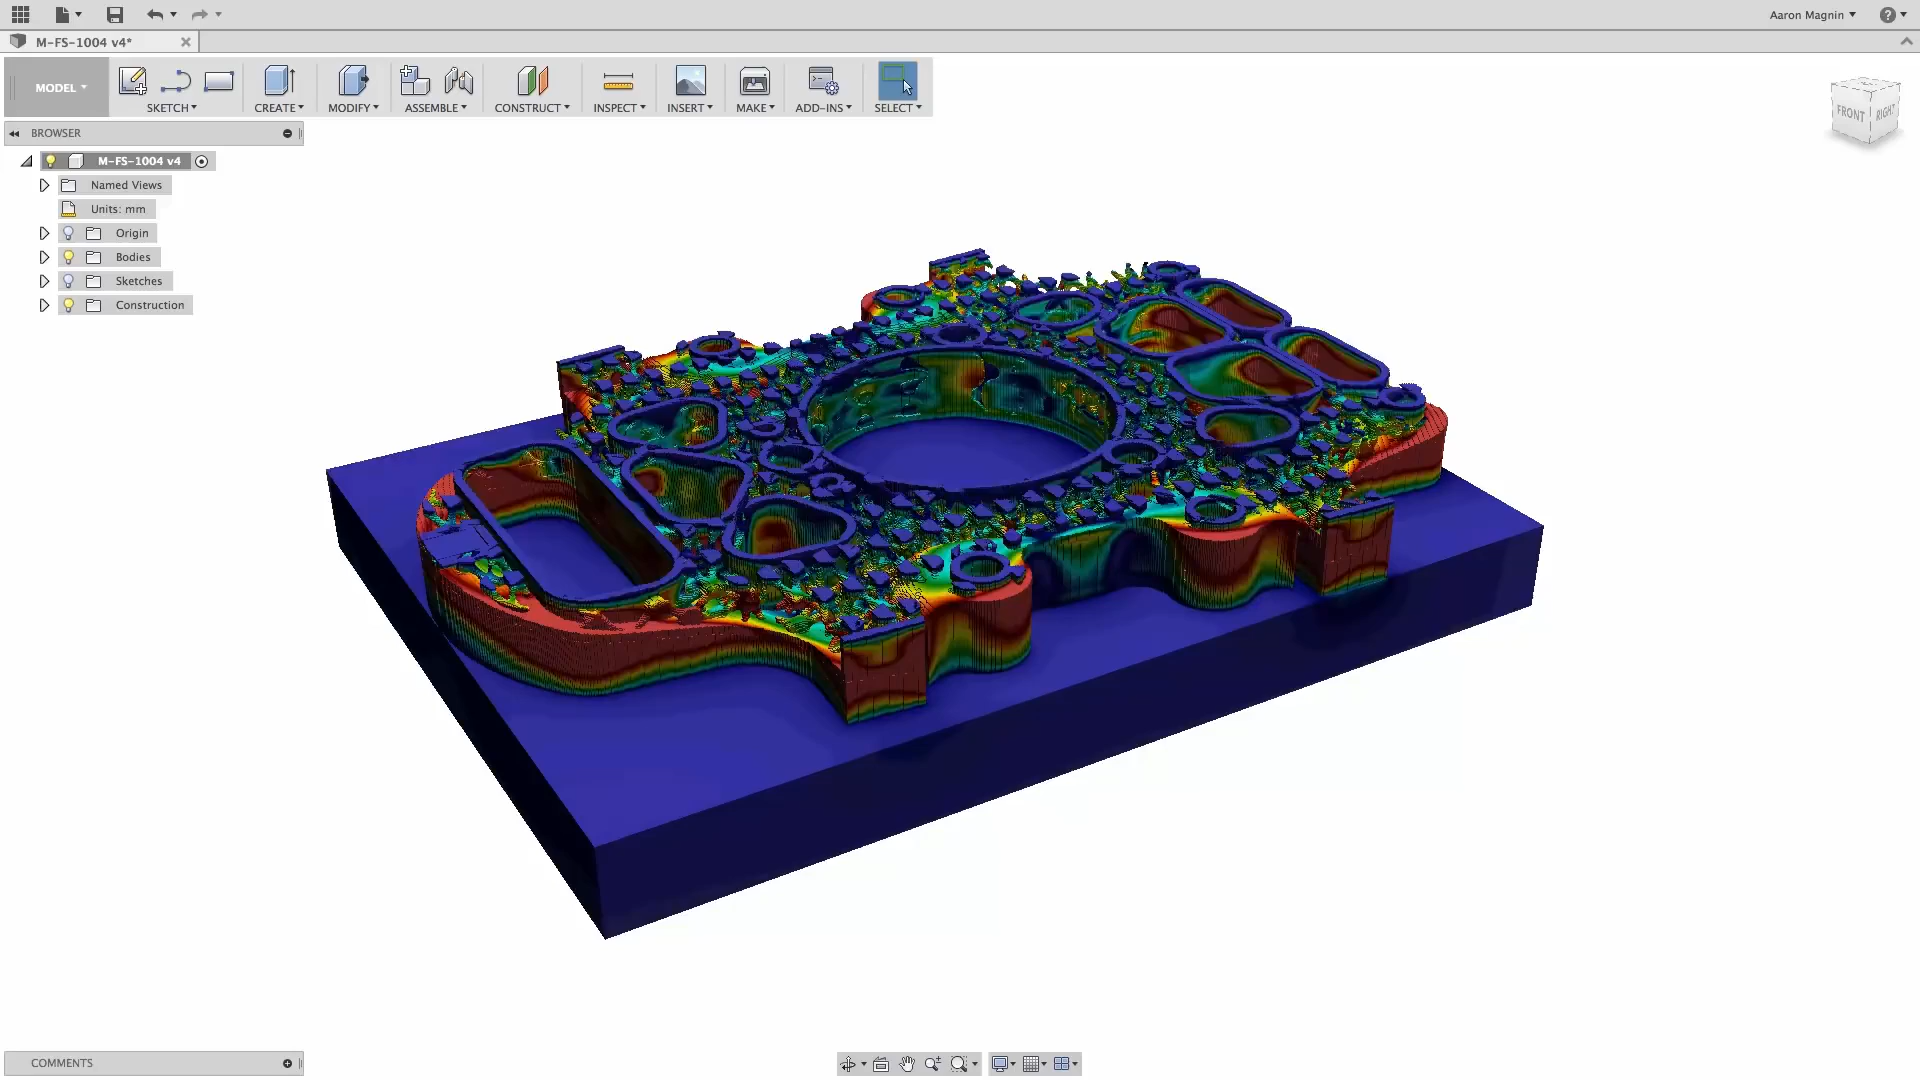 Aaron Magnin
M-FS-1004 v4*
MODEL
SKETCH
CREATE
MODIFY
ASSEMBLE
CONSTRUCT
INSPECT
INSERT
MAKE
ADD-INS
SELECT
FRONT
RIGHT
BROWSER
M-FS-1004 v4
Named Views
Units: mm
Origin
Bodies
Sketches
Construction
COMMENTS